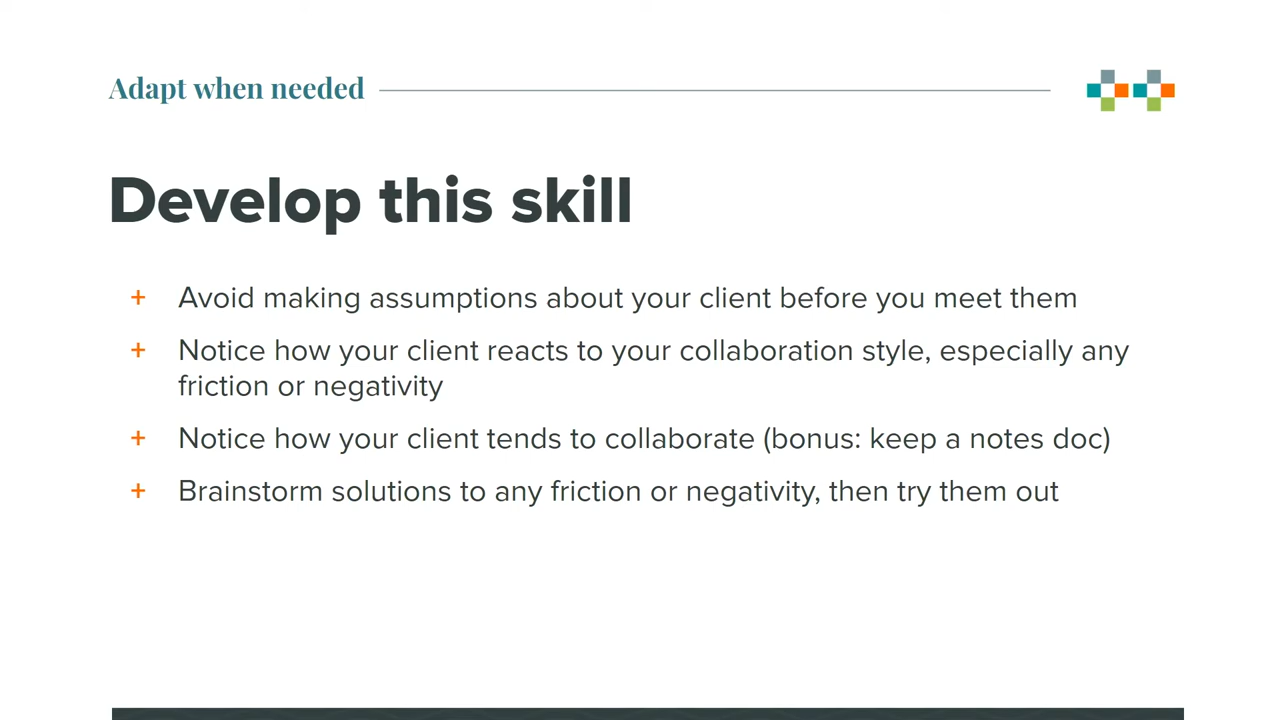 Adapt when needed
Develop this skill
+ Avoid making assumptions about your client before you meet them
+ Notice how your client reacts to your collaboration style, especially any
friction or negativity
+ Notice how your client tends to collaborate (bonus: keep a notes doc)
+ Brainstorm solutions to any friction or negativity, then try them out